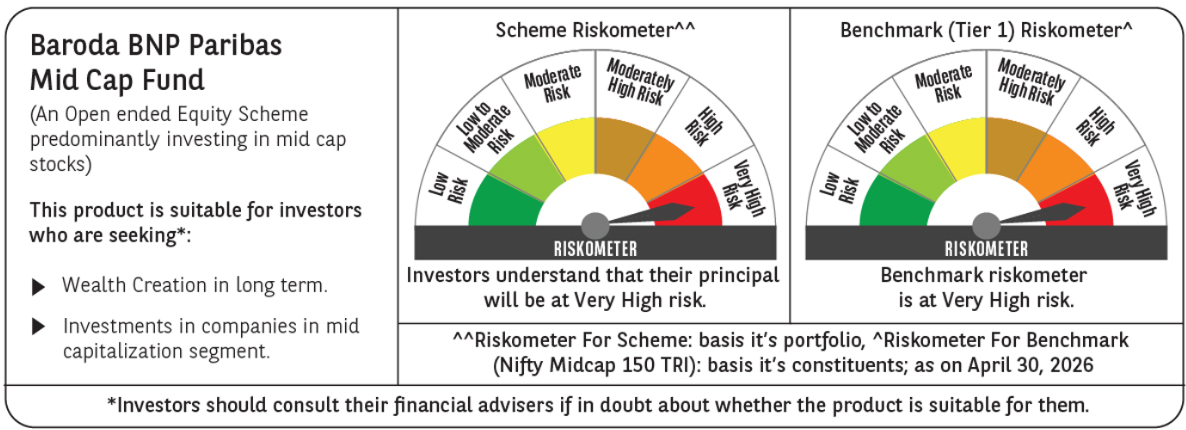 Baroda BNP Paribas
Mid Cap Fund
(An Open ended Equity Scheme
predominantly investing in mid cap
stocks)
This product is suitable for investors
who are seeking*:
Wealth Creation in long term.
Investments in companies in mid
capitalization segment.
Scheme Riskometer^^
Low
Risk
Low to
Moderate
Risk
Moderate
Risk
Moderately
High Risk
High
Risk
Very High
Risk
RISKOMETER
Investors understand that their principal
will be at Very High risk.
Benchmark (Tier 1) Riskometer^
Low
Risk
Low to
Moderate
Risk
Moderate
Risk
Moderately
High Risk
High
Risk
Very High
Risk
RISKOMETER
Benchmark riskometer
is at Very High risk.
^^Riskometer For Scheme: basis it's portfolio, ^Riskometer For Benchmark
(Nifty Midcap 150 TRI): basis it's constituents; as on April 30, 2026
*Investors should consult their financial advisers if in doubt about whether the product is suitable for them.